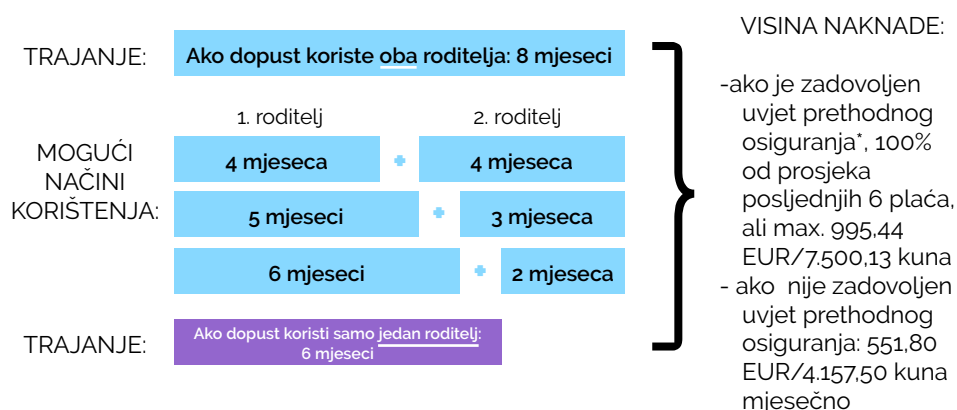 TRAJANJE:
Ako dopust koriste oba roditelja: 8 mjeseci
1. roditelj
2. roditelj
MOGUĆI
NAČINI
KORIŠTENJA:
4 mjeseca + 4 mjeseca
5 mjeseci + 3 mjeseca
6 mjeseci + 2 mjeseca
TRAJANJE:
Ako dopust koristi samo jedan roditelj:
6 mjeseci
VISINA NAKNADE:
-ako je zadovoljen
uvjet prethodnog
osiguranja*, 100%
od prosjeka
posljednjih 6 plaća,
ali max. 995,44
EUR/7.500,13 kuna
- ako nije zadovoljen
uvjet prethodnog
osiguranja: 551,80
EUR/4.157,50 kuna
mjesečno